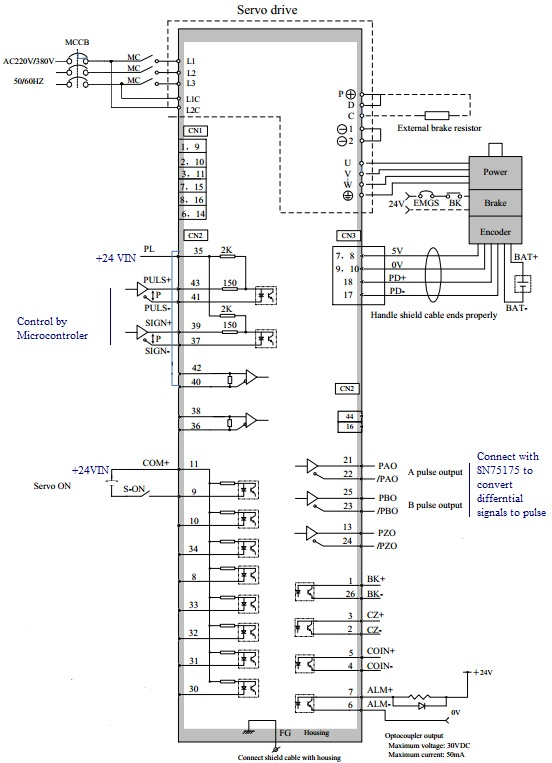 Servo drive
MCCB
AC220V/380V
50/60HZ
MC
MC
MC
L1
L2
L3
L1C
L2C
P
D
C
External brake resistor
1
2
U
V
W
24V
EMGS
BK
Power
Brake
Encoder
BAT+
BAT-
CN1
1, 9
2, 10
3, 11
7, 15
8, 16
6, 14
CN2
+24 VIN
PL
35
2K
PULS+
43
150
P
41
PULS-
2K
SIGN+
39
150
P
37
SIGN-
Control by
Microcontroler
42
40
38
36
CN3
7, 8
5V
9, 10
0V
18
PD+
17
PD-
Handle shield cable ends properly
CN2
44
16
+24VIN
COM+
11
Servo ON
S-ON
9
10
34
8
33
32
31
30
21
PAO
22
/PAO
A pulse output
25
PBO
23
/PBO
B pulse output
13
PZO
24
/PZO
Connect with
SN75175 to
convert
differntial
signals to pulse
1
BK+
26
BK-
3
CZ+
2
CZ-
5
COIN+
4
COIN-
7
ALM+
6
ALM-
+24V
0V
FG
Housing
Connect shield cable with housing
Optocoupler output
Maximum voltage: 30VDC
Maximum current: 50mA